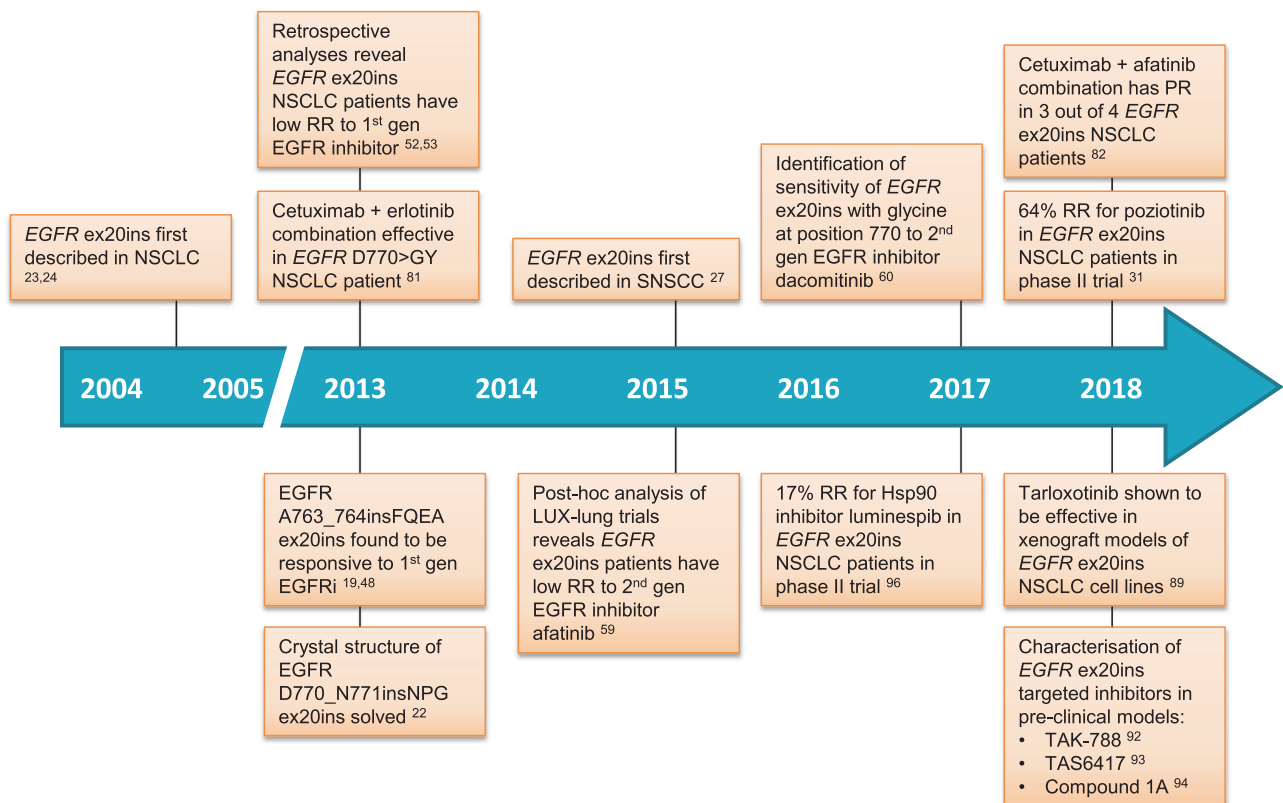 EGFR ex20ins first
described in NSCLC
23,24
Retrospective
analyses reveal
EGFR ex20ins
NSCLC patients have
low RR to 1st gen
EGFR inhibitor 52,53
Cetuximab + erlotinib
combination effective
in EGFR D770>GY
NSCLC patient 81
EGFR ex20ins first
described in SNSCC 27
Identification of
sensitivity of EGFR
ex20ins with glycine
at position 770 to 2nd
gen EGFR inhibitor
dacomitinib 60
Cetuximab + afatinib
combination has PR
in 3 out of 4 EGFR
ex20ins NSCLC
patients 82
64% RR for poziotinib
in EGFR ex20ins
NSCLC patients in
phase II trial 31
2004 2005 2013 2014 2015 2016 2017 2018
EGFR
A763_764insFQEA
ex20ins found to be
responsive to 1st gen
EGFRi 19,48
Crystal structure of
EGFR
D770_N771insNPG
ex20ins solved 22
Post-hoc analysis of
LUX-lung trials
reveals EGFR
ex20ins patients have
low RR to 2nd gen
EGFR inhibitor
afatinib 59
17% RR for Hsp90
inhibitor luminespib in
EGFR ex20ins
NSCLC patients in
phase II trial 96
Tarloxotinib shown to
be effective in
xenograft models of
EGFR ex20ins
NSCLC cell lines 89
Characterisation of
EGFR ex20ins
targeted inhibitors in
pre-clinical models:
• TAK-788 92
• TAS6417 93
• Compound 1A 94